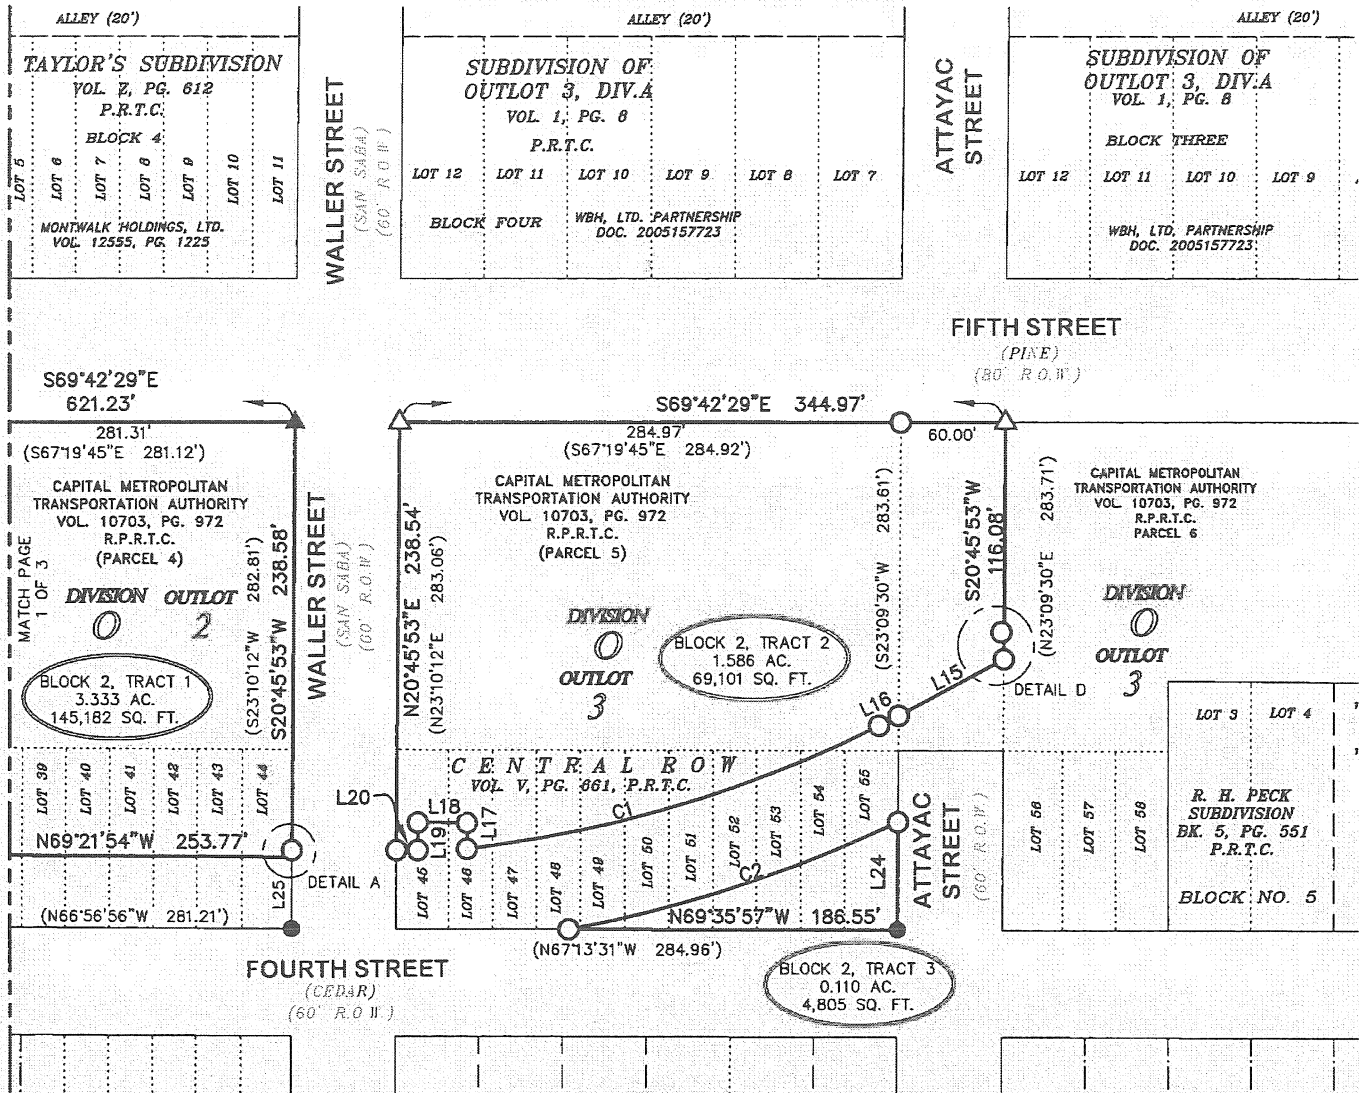 ALLEY (20')
ALLEY (20')
ALLEY (20')
TAYLOR'S SUBDIVISION
VOL. Z, PG. 612
P.R.T.C.
BLOCK 4
LOT 5
LOT 6
LOT 7
LOT 8
LOT 9
LOT 10
LOT 11
MONTWALK HOLDINGS, LTD.
VOL. 12555, PG. 1225
WALLER STREET
(SAN SABA)
(60' R.O.W.)
SUBDIVISION OF
OUTLOT 3, DIV.A
VOL. 1, PG. 8
P.R.T.C.
LOT 12
LOT 11
LOT 10
LOT 9
LOT 8
LOT 7
BLOCK FOUR
WBH, LTD. PARTNERSHIP
DOC. 2005157723
ATTAYAC
STREET
SUBDIVISION OF
OUTLOT 3, DIV.A
VOL. 1, PG. 8
BLOCK THREE
LOT 12
LOT 11
LOT 10
LOT 9
WBH, LTD. PARTNERSHIP
DOC. 2005157723
FIFTH STREET
(PINE)
(80' R.O.W.)
S69°42'29"E
621.23'
281.31'
(S67°19'45"E 281.12')
S69°42'29"E 344.97'
284.97'
(S67°19'45"E 284.92')
60.00'
CAPITAL METROPOLITAN
TRANSPORTATION AUTHORITY
VOL. 10703, PG. 972
R.P.R.T.C.
(PARCEL 4)
MATCH PAGE
1 OF 3
DIVISION
O
OUTLOT
2
BLOCK 2, TRACT 1
3.333 AC.
145,182 SQ. FT.
(S23°10'12"W 282.81')
S20°45'53"W 238.58'
WALLER STREET
(SAN SABA)
(60' R.O.W.)
N20°45'53"E 238.54'
(N23°10'12"E 283.06')
CAPITAL METROPOLITAN
TRANSPORTATION AUTHORITY
VOL. 10703, PG. 972
R.P.R.T.C.
(PARCEL 5)
DIVISION
O
OUTLOT
3
BLOCK 2, TRACT 2
1.586 AC.
69,101 SQ. FT.
(S23°09'30"W 283.61')
S20°45'53"W
116.08'
(N23°09'30"E 283.71')
CAPITAL METROPOLITAN
TRANSPORTATION AUTHORITY
VOL. 10703, PG. 972
R.P.R.T.C.
PARCEL 6
DIVISION
O
OUTLOT
3
L15
L16
DETAIL D
LOT 3
LOT 4
R. H. PECK
SUBDIVISION
BK. 5, PG. 551
P.R.T.C.
BLOCK NO. 5
LOT 39
LOT 40
LOT 41
LOT 42
LOT 43
LOT 44
N69°21'54"W 253.77'
L25
DETAIL A
(N66°56'56"W 281.21')
CENTRAL ROW
VOL. V, PG. 661, P.R.T.C.
L20
L18
L19
L17
C1
C2
LOT 45
LOT 46
LOT 47
LOT 48
LOT 49
LOT 50
LOT 51
LOT 52
LOT 53
LOT 54
LOT 55
L24
ATTAYAC
STREET
(60' R.O.W.)
LOT 56
LOT 57
LOT 58
N69°35'57"W 186.55'
(N67°13'31"W 284.96')
BLOCK 2, TRACT 3
0.110 AC.
4,805 SQ. FT.
FOURTH STREET
(CEDAR)
(60' R.O.W.)